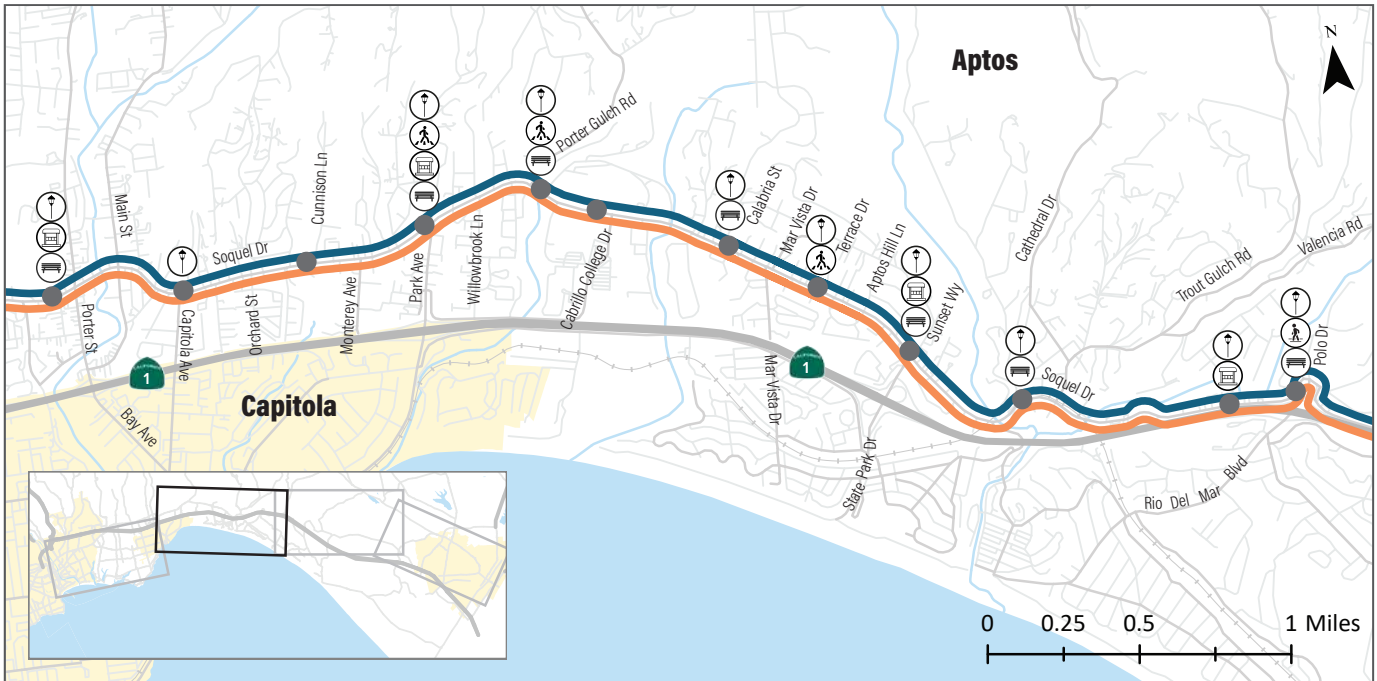 Aptos
N
Porter Gulch Rd
Main St
Cunnison Ln
Soquel Dr
Calabria St
Mar Vista Dr
Terrace Dr
Aptos Hill Ln
Cathedral Dr
Valencia Rd
Trout Gulch Rd
Porter St
Capitola Ave
Orchard St
Monterey Ave
Park Ave
Willowbrook Ln
Cabrillo College Dr
Sunset Wy
Soquel Dr
Polo Dr
1
1
Capitola
Bay Ave
Mar Vista Dr
State Park Dr
Rio Del Mar Blvd
0 0.25 0.5 1 Miles